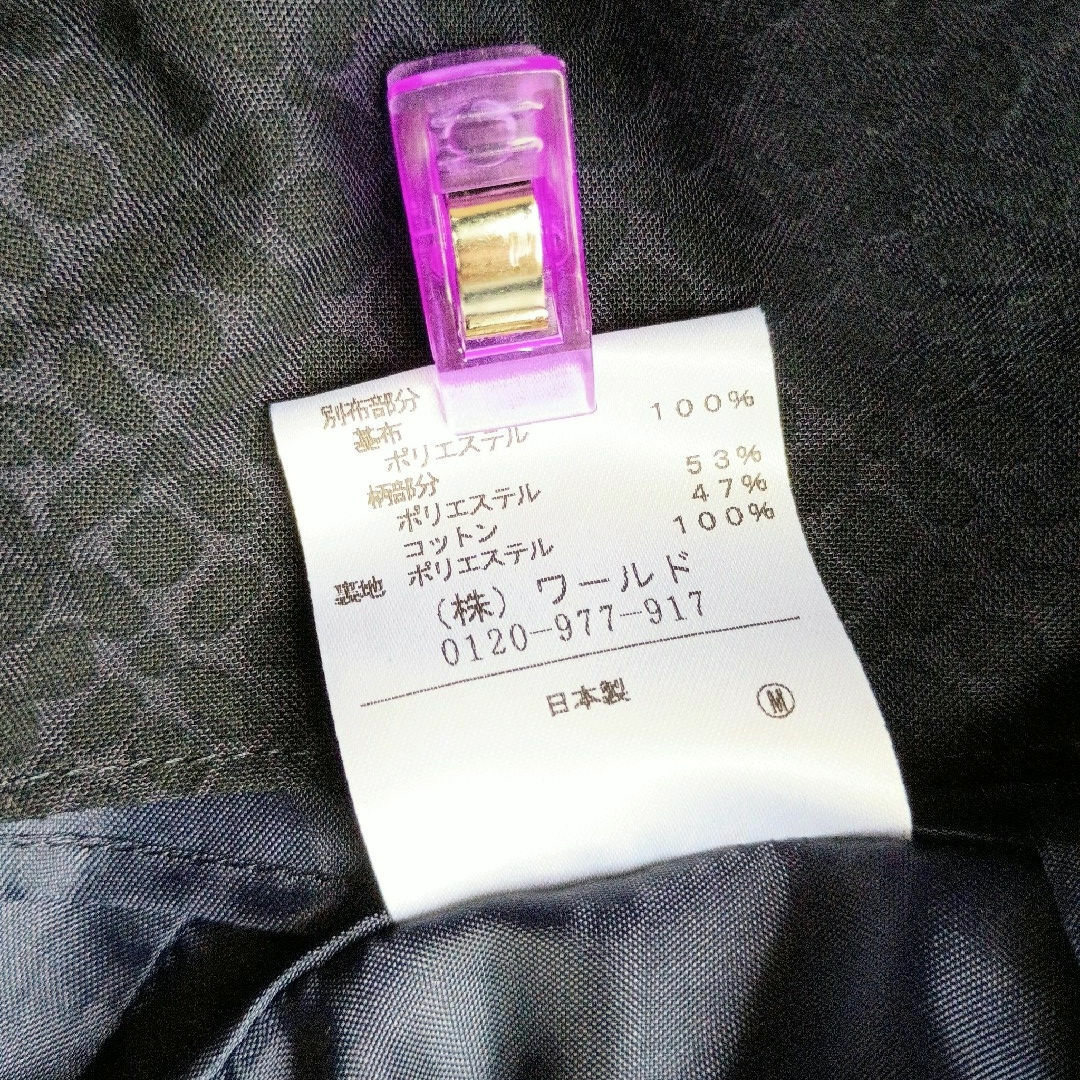 別布部分
基布
ポリエステル 100%
柄部分
ポリエステル 53%
コットン 47%
裏地 ポリエステル 100%
(株) ワールド
0120-977-917
日本製 Ⓜ